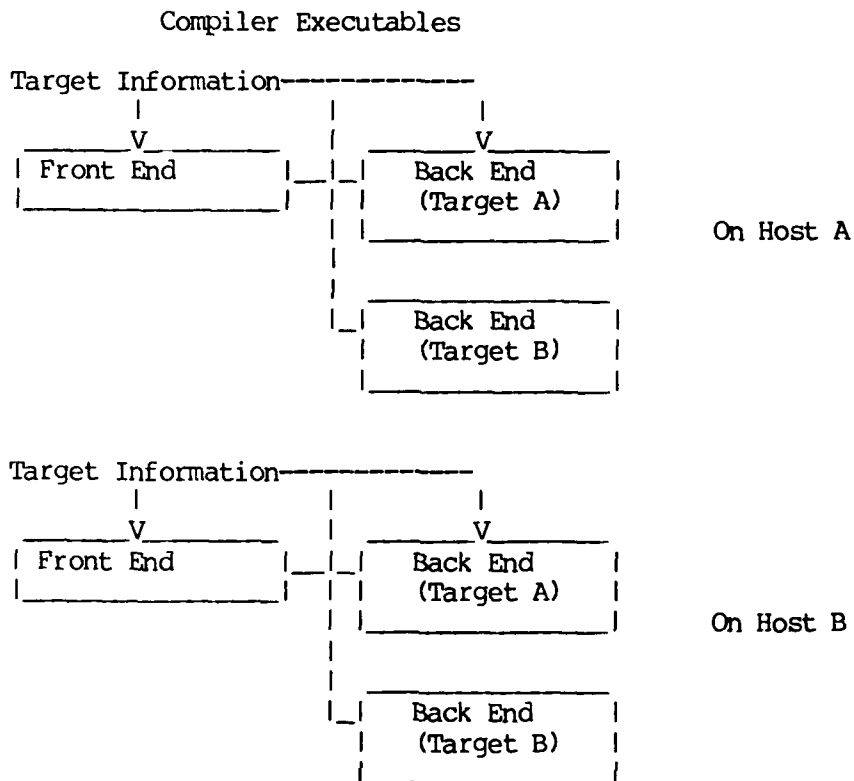 Compiler Executables
Target Information
Front End
Back End
(Target A)
On Host A
Back End
(Target B)
Target Information
Front End
Back End
(Target A)
On Host B
Back End
(Target B)